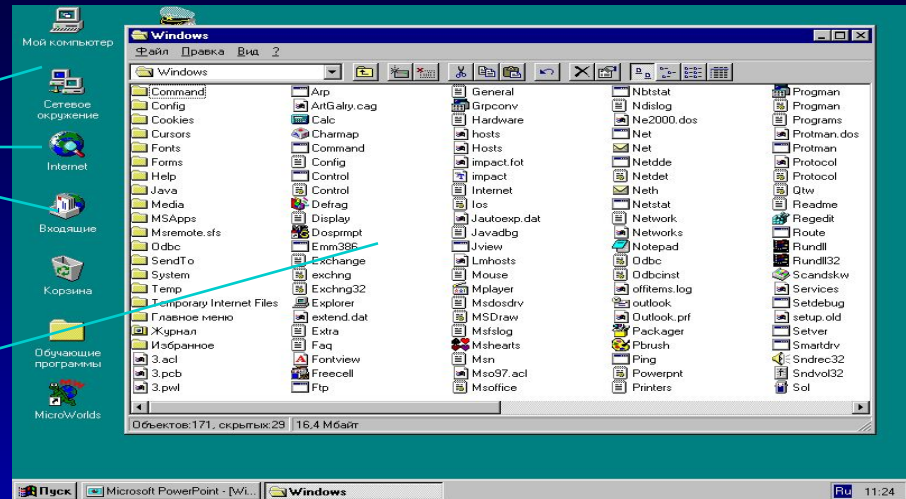 Мой компьютер
Сетевое
окружение
Internet
Входящие
Корзина
Обучающие
программы
MicroWorlds
Windows
Файл Правка Вид ?
Windows
Command
Config
Cookies
Cursors
Fonts
Forms
Help
Java
Media
MSApps
Msremote.sfs
Odbc
SendTo
System
Temp
Temporary Internet Files
Главное меню
Журнал
Избранное
3.acl
3.pcb
3.pwl
Arp
ArtGalry.cag
Calc
Charmap
Command
Config
Control
Control
Defrag
Display
Dosprmpt
Emm386
Exchange
exchng
Exchng32
Explorer
extend.dat
Extra
Faq
Fontview
Freecell
Ftp
General
Grpconv
Hardware
hosts
Hosts
impact.fot
impact
Internet
Ios
Jautoexp.dat
Javadbg
Jview
Lmhosts
Mouse
Mplayer
Msdosdrv
MSDraw
Msfslog
Mshearts
Msn
Mso97.acl
Msoffice
Nbtstat
Ndislog
Ne2000.dos
Net
Net
Netdde
Netdet
Neth
Netstat
Network
Networks
Notepad
Odbc
Odbcinst
offitems.log
outlook
Outlook.prf
Packager
Pbrush
Ping
Powerpnt
Printers
Progman
Progman
Programs
Protman.dos
Protman
Protocol
Protocol
Qtw
Readme
Regedit
Route
Rundll
Rundll32
Scandskw
Services
Setdebug
setup.old
Setver
Smartdrv
Sndrec32
Sndvol32
Sol
Объектов:171, скрытых:29 16,4 Мбайт
Пуск Microsoft PowerPoint - [Wi... Windows Ru 11:24